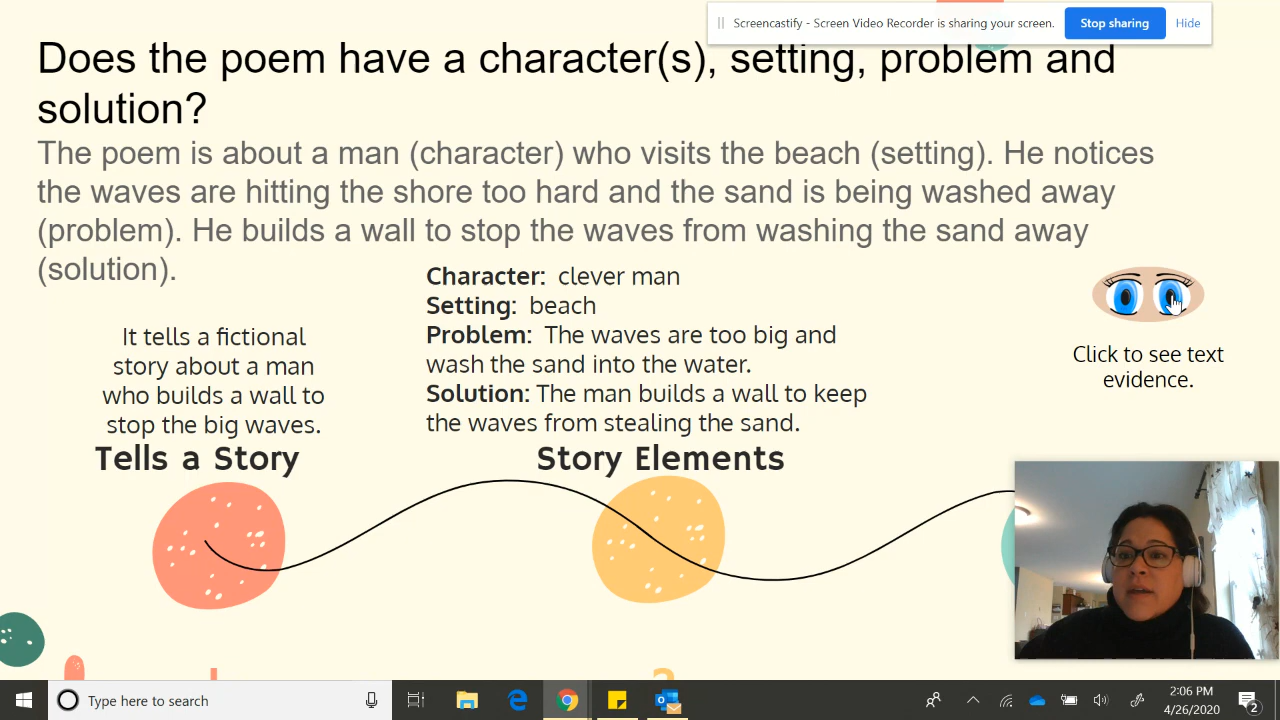 Screencastify - Screen Video Recorder is sharing your screen.
Stop sharing
Hide
Does the poem have a character(s), setting, problem and
solution?
The poem is about a man (character) who visits the beach (setting). He notices
the waves are hitting the shore too hard and the sand is being washed away
(problem). He builds a wall to stop the waves from washing the sand away
(solution).
It tells a fictional
story about a man
who builds a wall to
stop the big waves.
Tells a Story
Character: clever man
Setting: beach
Problem: The waves are too big and
wash the sand into the water.
Solution: The man builds a wall to keep
the waves from stealing the sand.
Story Elements
Click to see text
evidence.
Type here to search
2:06 PM
4/26/2020
2